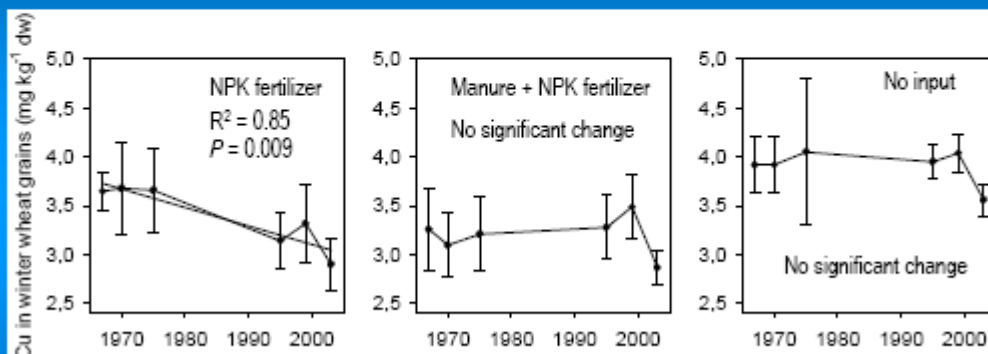 Cu in winter wheat grains (mg kg⁻¹ dw)
5,0
4,5
4,0
3,5
3,0
2,5
NPK fertilizer
R² = 0.85
P = 0.009
1970 1980 1990 2000
5,0
4,5
4,0
3,5
3,0
2,5
Manure + NPK fertilizer
No significant change
1970 1980 1990 2000
5,0
4,5
4,0
3,5
3,0
2,5
No input
No significant change
1970 1980 1990 2000